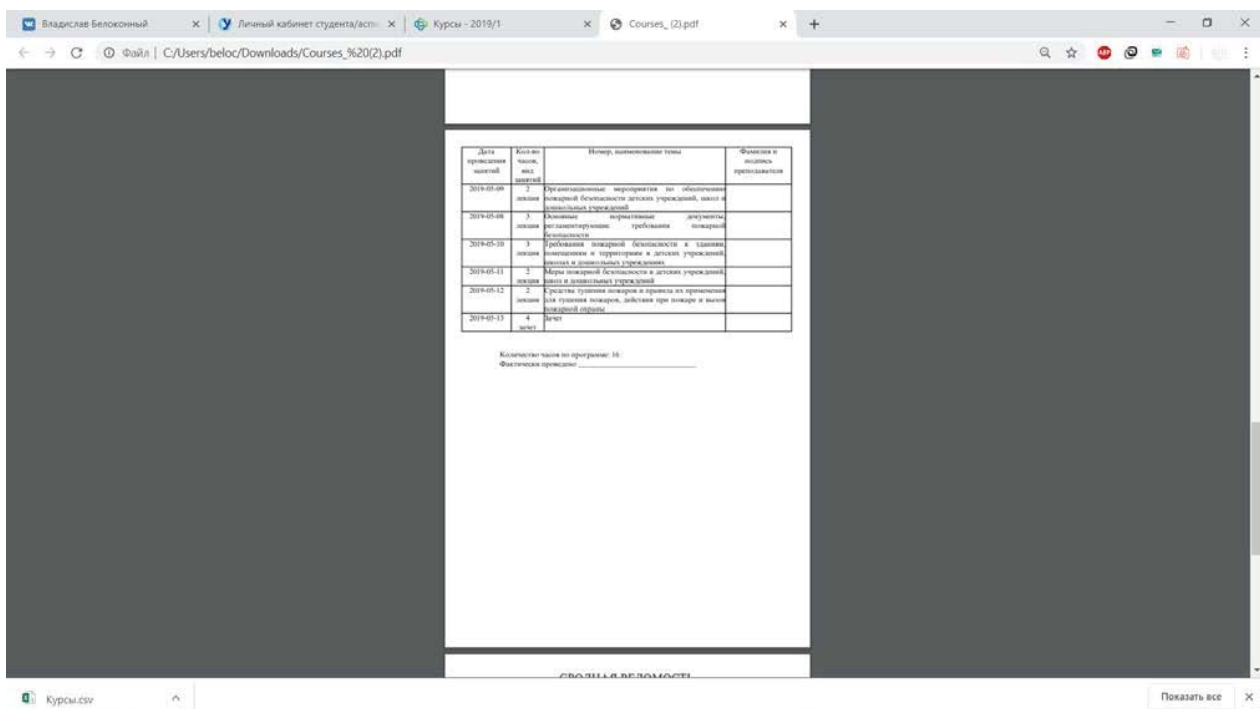 Владислав Белоконный
Личный кабинет студента/аспи
Курсы - 2019/1
Courses_ (2).pdf
Файл | C:/Users/beloc/Downloads/Courses_%20(2).pdf
ABP
Дата проведения занятий
Кол-во часов, вид занятий
Номер, наименование темы
Фамилия и подпись преподавателя
2019-05-09
2 лекция
Организационные мероприятия по обеспечению
пожарной безопасности детских учреждений, школ и
дошкольных учреждений
2019-05-08
3 лекция
Основные нормативные документы,
регламентирующие требования пожарной
безопасности
2019-05-10
3 лекция
Требования пожарной безопасности к зданиям,
помещениям и территориям в детских учреждений,
школах и дошкольных учреждениях
2019-05-11
2 лекция
Меры пожарной безопасности в детских учреждений,
школ и дошкольных учреждений
2019-05-12
2 лекция
Средства тушения пожаров и правила их применения
для тушения пожаров, действия при пожаре и вызов
пожарной охраны
2019-05-13
4 зачет
Зачет
Количество часов по программе: 16
Фактически проведено:
СВОДНАЯ ВЕДОМОСТЬ
Курсы.csv
Показать все